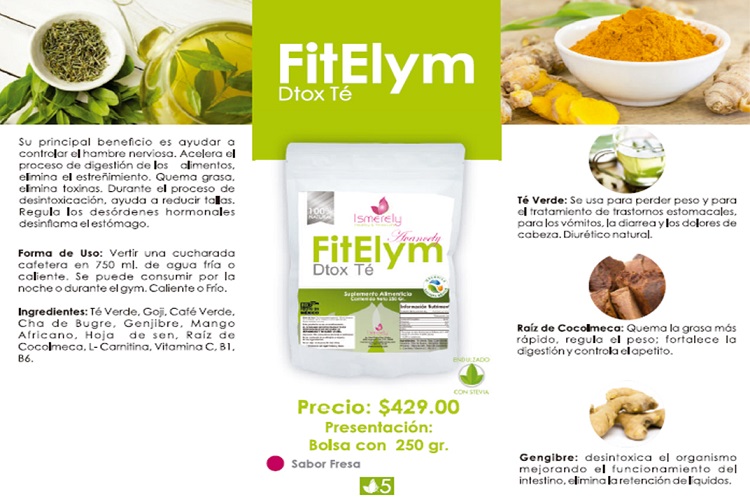 FitElym
Dtox Té
Su principal beneficio es ayudar a
controlar el hambre nerviosa. Acelera el
proceso de digestión de los alimentos,
elimina el estreñimiento. Quema grasa,
elimina toxinas. Durante el proceso de
desintoxicación, ayuda a reducir tallas.
Regula los desórdenes hormonales
desinflama el estómago.
Forma de Uso: Vertir una cucharada
cafetera en 750 ml. de agua fría o
caliente. Se puede consumir por la
noche o durante el gym. Caliente o Frío.
Ingredientes: Té Verde, Goji, Café Verde,
Cha de Bugre, Genjibre, Mango
Africano, Hoja de sen, Raíz de
Cocolmeca, L- Carnitina, Vitamina C, B1,
B6.
100%
Ismerely
Avancely
FitElym
Dtox Té
Suplemento Alimenticio
Contenido Neto 250 Gr.
MÉXICO
Información Nutrimental
Ismerely
ENDULZADO
CON STEVIA
Precio: $429.00
Presentación:
Bolsa con 250 gr.
Sabor Fresa
5
Té Verde: Se usa para perder peso y para
el tratamiento de trastornos estomacales,
para los vómitos, la diarrea y los dolores de
cabeza. Diurético natural.
Raíz de Cocolmeca: Quema la grasa más
rápido, regula el peso; fortalece la
digestión y controla el apetito.
Gengibre: desintoxica el organismo
mejorando el funcionamiento del
intestino, elimina la retención de líquidos.